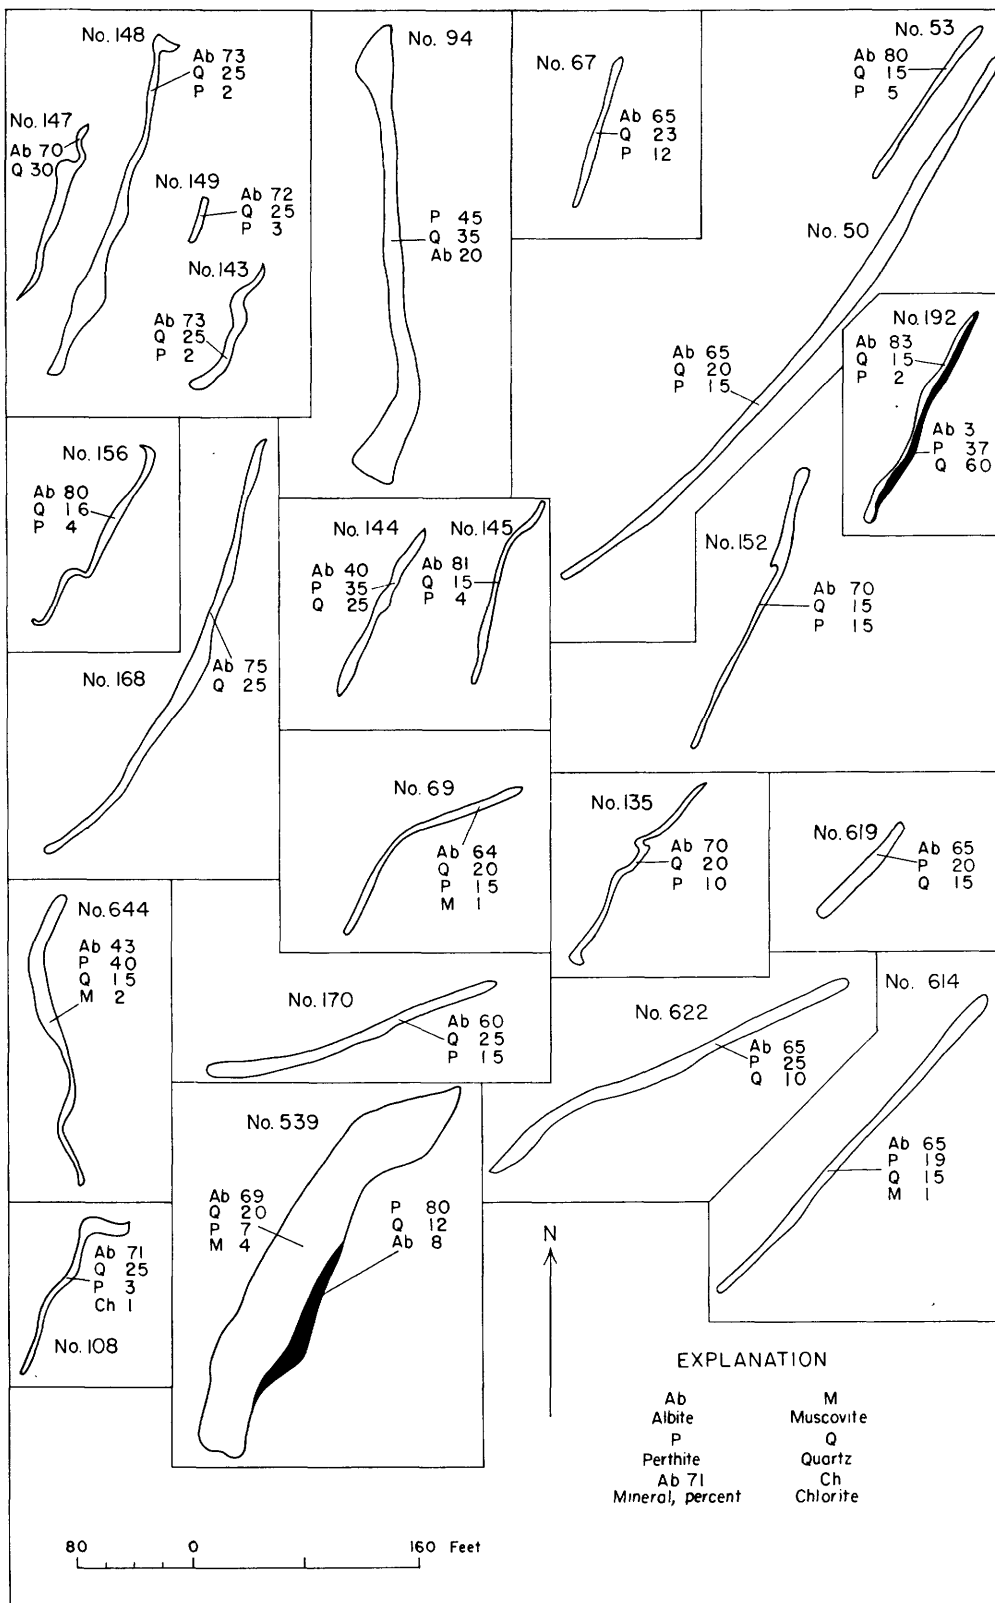 No. 148
Ab 73
Q 25
P 2
No. 147
Ab 70
Q 30
No. 149
Ab 72
Q 25
P 3
No. 143
Ab 73
Q 25
P 2
No. 94
P 45
Q 35
Ab 20
No. 67
Ab 65
Q 23
P 12
No. 53
Ab 80
Q 15
P 5
No. 50
Ab 65
Q 20
P 15
No. 192
Ab 83
Q 15
P 2
Ab 3
P 37
Q 60
No. 156
Ab 80
Q 16
P 4
No. 168
Ab 75
Q 25
No. 144
Ab 40
P 35
Q 25
No. 145
Ab 81
Q 15
P 4
No. 152
Ab 70
Q 15
P 15
No. 69
Ab 64
Q 20
P 15
M 1
No. 135
Ab 70
Q 20
P 10
No. 619
Ab 65
P 20
Q 15
No. 644
Ab 43
P 40
Q 15
M 2
No. 170
Ab 60
Q 25
P 15
No. 622
Ab 65
P 25
Q 10
No. 614
Ab 65
P 19
Q 15
M 1
No. 539
Ab 69
Q 20
P 7
M 4
P 80
Q 12
Ab 8
Ab 71
Q 25
P 3
Ch 1
No. 108
N
EXPLANATION
Ab
Albite
P
Perthite
Ab 71
Mineral, percent
M
Muscovite
Q
Quartz
Ch
Chlorite
80 0 160 Feet